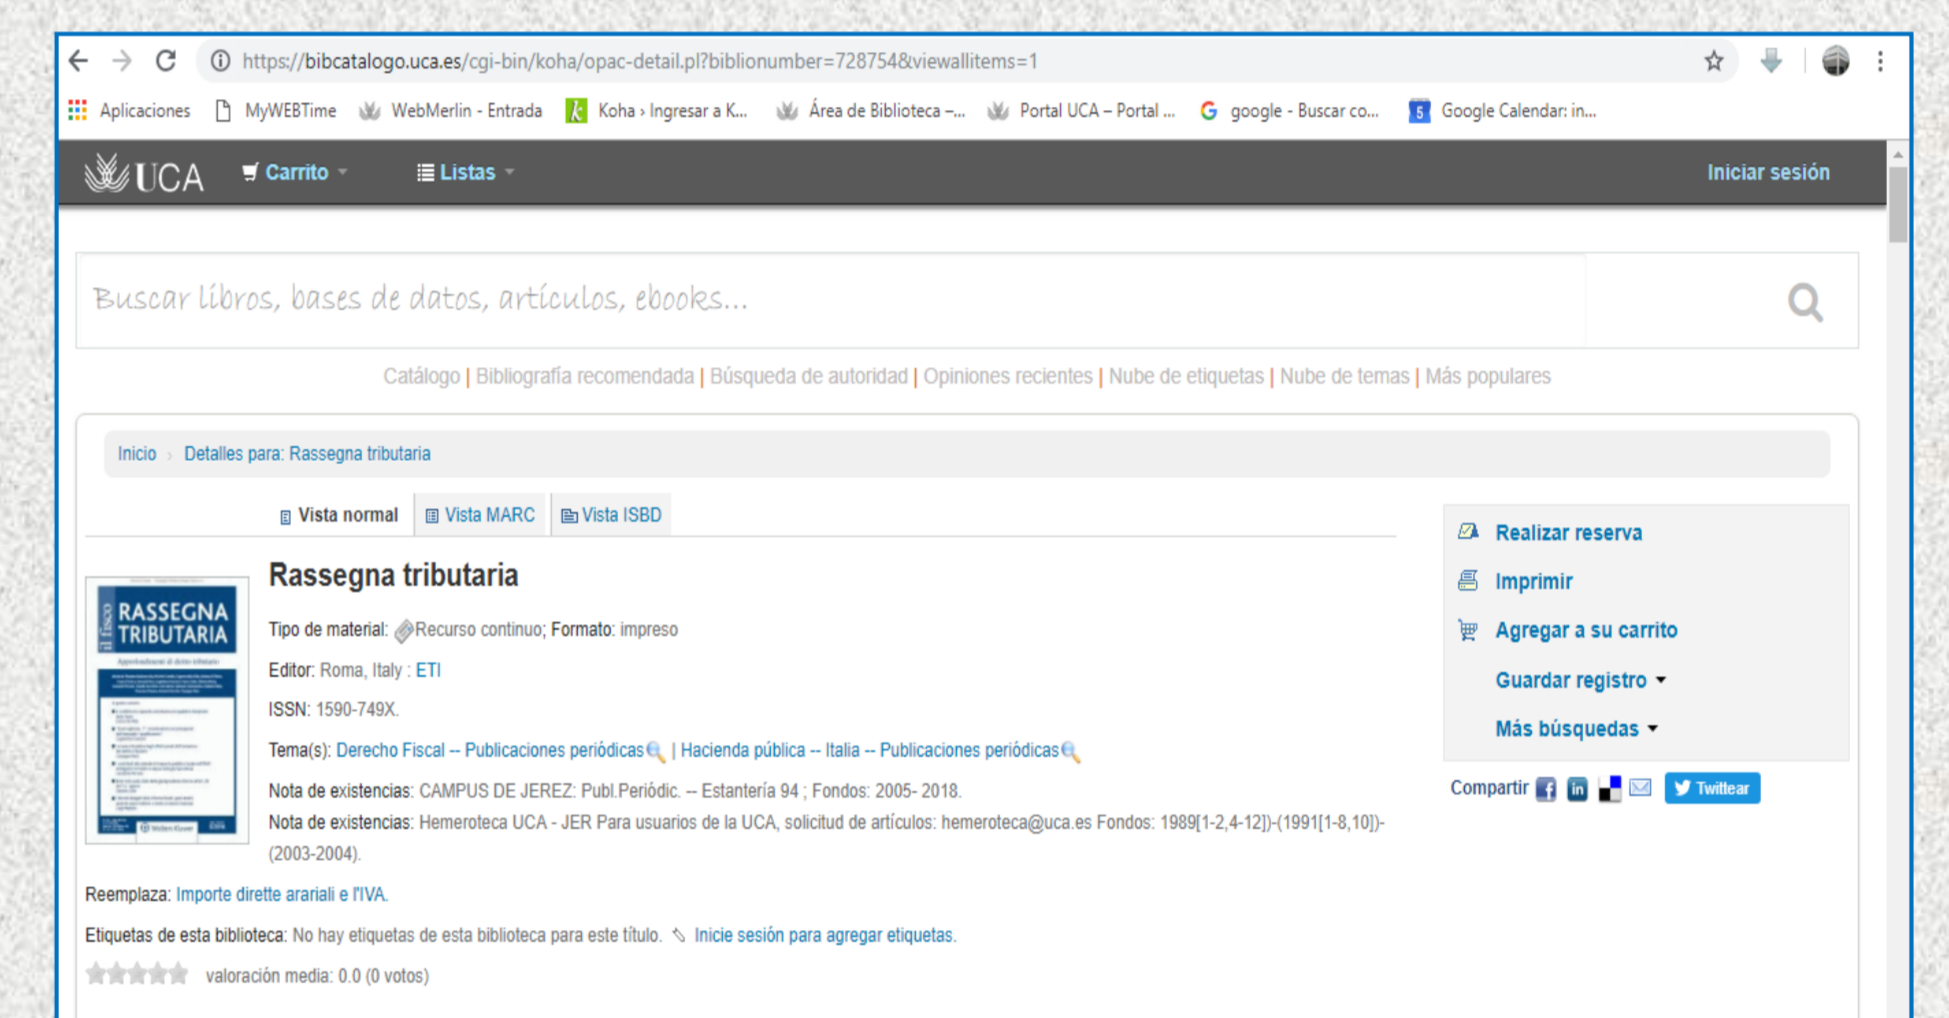 https://bibcatalogo.uca.es/cgi-bin/koha/opac-detail.pl?biblionumber=728754&viewallitems=1
Aplicaciones MyWEBTime WebMerlin - Entrada Koha › Ingresar a K... Área de Biblioteca –... Portal UCA – Portal ... google - Buscar co... 5 Google Calendar: in...
UCA Carrito Listas Iniciar sesión
Buscar libros, bases de datos, artículos, ebooks...
Catálogo | Bibliografía recomendada | Búsqueda de autoridad | Opiniones recientes | Nube de etiquetas | Nube de temas | Más populares
Inicio › Detalles para: Rassegna tributaria
Vista normal Vista MARC Vista ISBD
Rassegna tributaria
Tipo de material: Recurso continuo; Formato: impreso
Editor: Roma, Italy : ETI
ISSN: 1590-749X.
Tema(s): Derecho Fiscal -- Publicaciones periódicas | Hacienda pública -- Italia -- Publicaciones periódicas
Nota de existencias: CAMPUS DE JEREZ: Publ.Periódic. -- Estantería 94 ; Fondos: 2005- 2018.
Nota de existencias: Hemeroteca UCA - JER Para usuarios de la UCA, solicitud de artículos: hemeroteca@uca.es Fondos: 1989[1-2,4-12])-(1991[1-8,10])-
(2003-2004).
il fisco
RASSEGNA
TRIBUTARIA
Wolters Kluwer
Reemplaza: Importe dirette arariali e l'IVA.
Etiquetas de esta biblioteca: No hay etiquetas de esta biblioteca para este título. Inicie sesión para agregar etiquetas.
valoración media: 0.0 (0 votos)
Realizar reserva
Imprimir
Agregar a su carrito
Guardar registro
Más búsquedas
Compartir f in Twittear